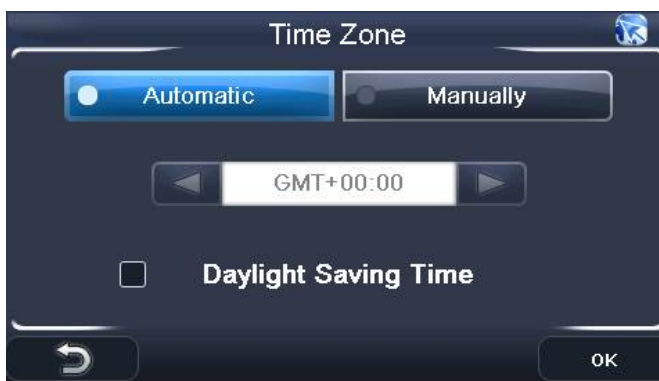 Time Zone
Automatic Manually
GMT+00:00
Daylight Saving Time
OK